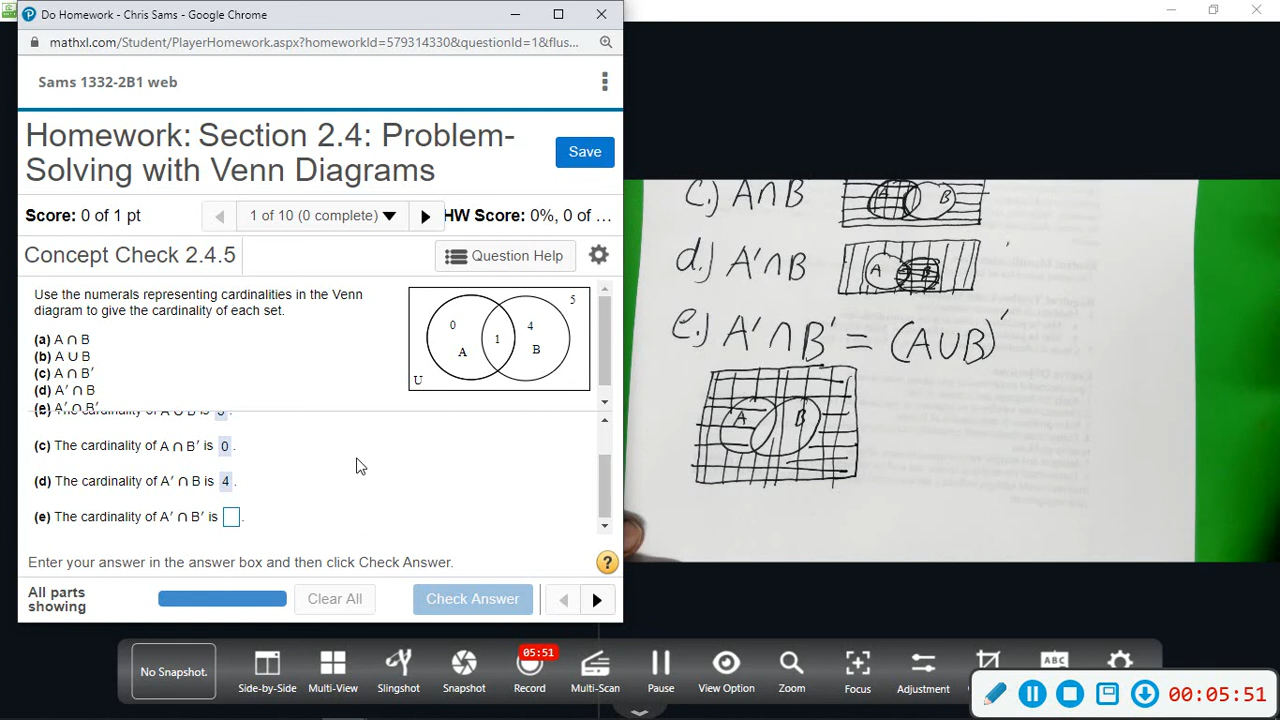 Do Homework - Chris Sams - Google Chrome
mathxl.com/Student/PlayerHomework.aspx?homeworkId=579314330&questionId=1&flus...
Sams 1332-2B1 web
Homework: Section 2.4: Problem-
Solving with Venn Diagrams
Save
Score: 0 of 1 pt
1 of 10 (0 complete)
HW Score: 0%, 0 of ...
Concept Check 2.4.5
Question Help
Use the numerals representing cardinalities in the Venn
diagram to give the cardinality of each set.
(a) A ∩ B
(b) A ∪ B
(c) A ∩ B′
(d) A′ ∩ B
(e) A′ ∩ B′
5
0
4
1
A
B
U
(c) The cardinality of A ∩ B′ is 0.
(d) The cardinality of A′ ∩ B is 4.
(e) The cardinality of A′ ∩ B′ is .
Enter your answer in the answer box and then click Check Answer.
?
All parts
showing
Clear All
Check Answer
c.) A∩B
A B
d.) A′∩B
A B
e.) A′∩B′ = (A∪B)′
A B
No Snapshot.
Side-by-Side
Multi-View
Slingshot
Snapshot
05:51
Record
Multi-Scan
Pause
View Option
Zoom
Focus
Adjustment
ABC
00:05:51